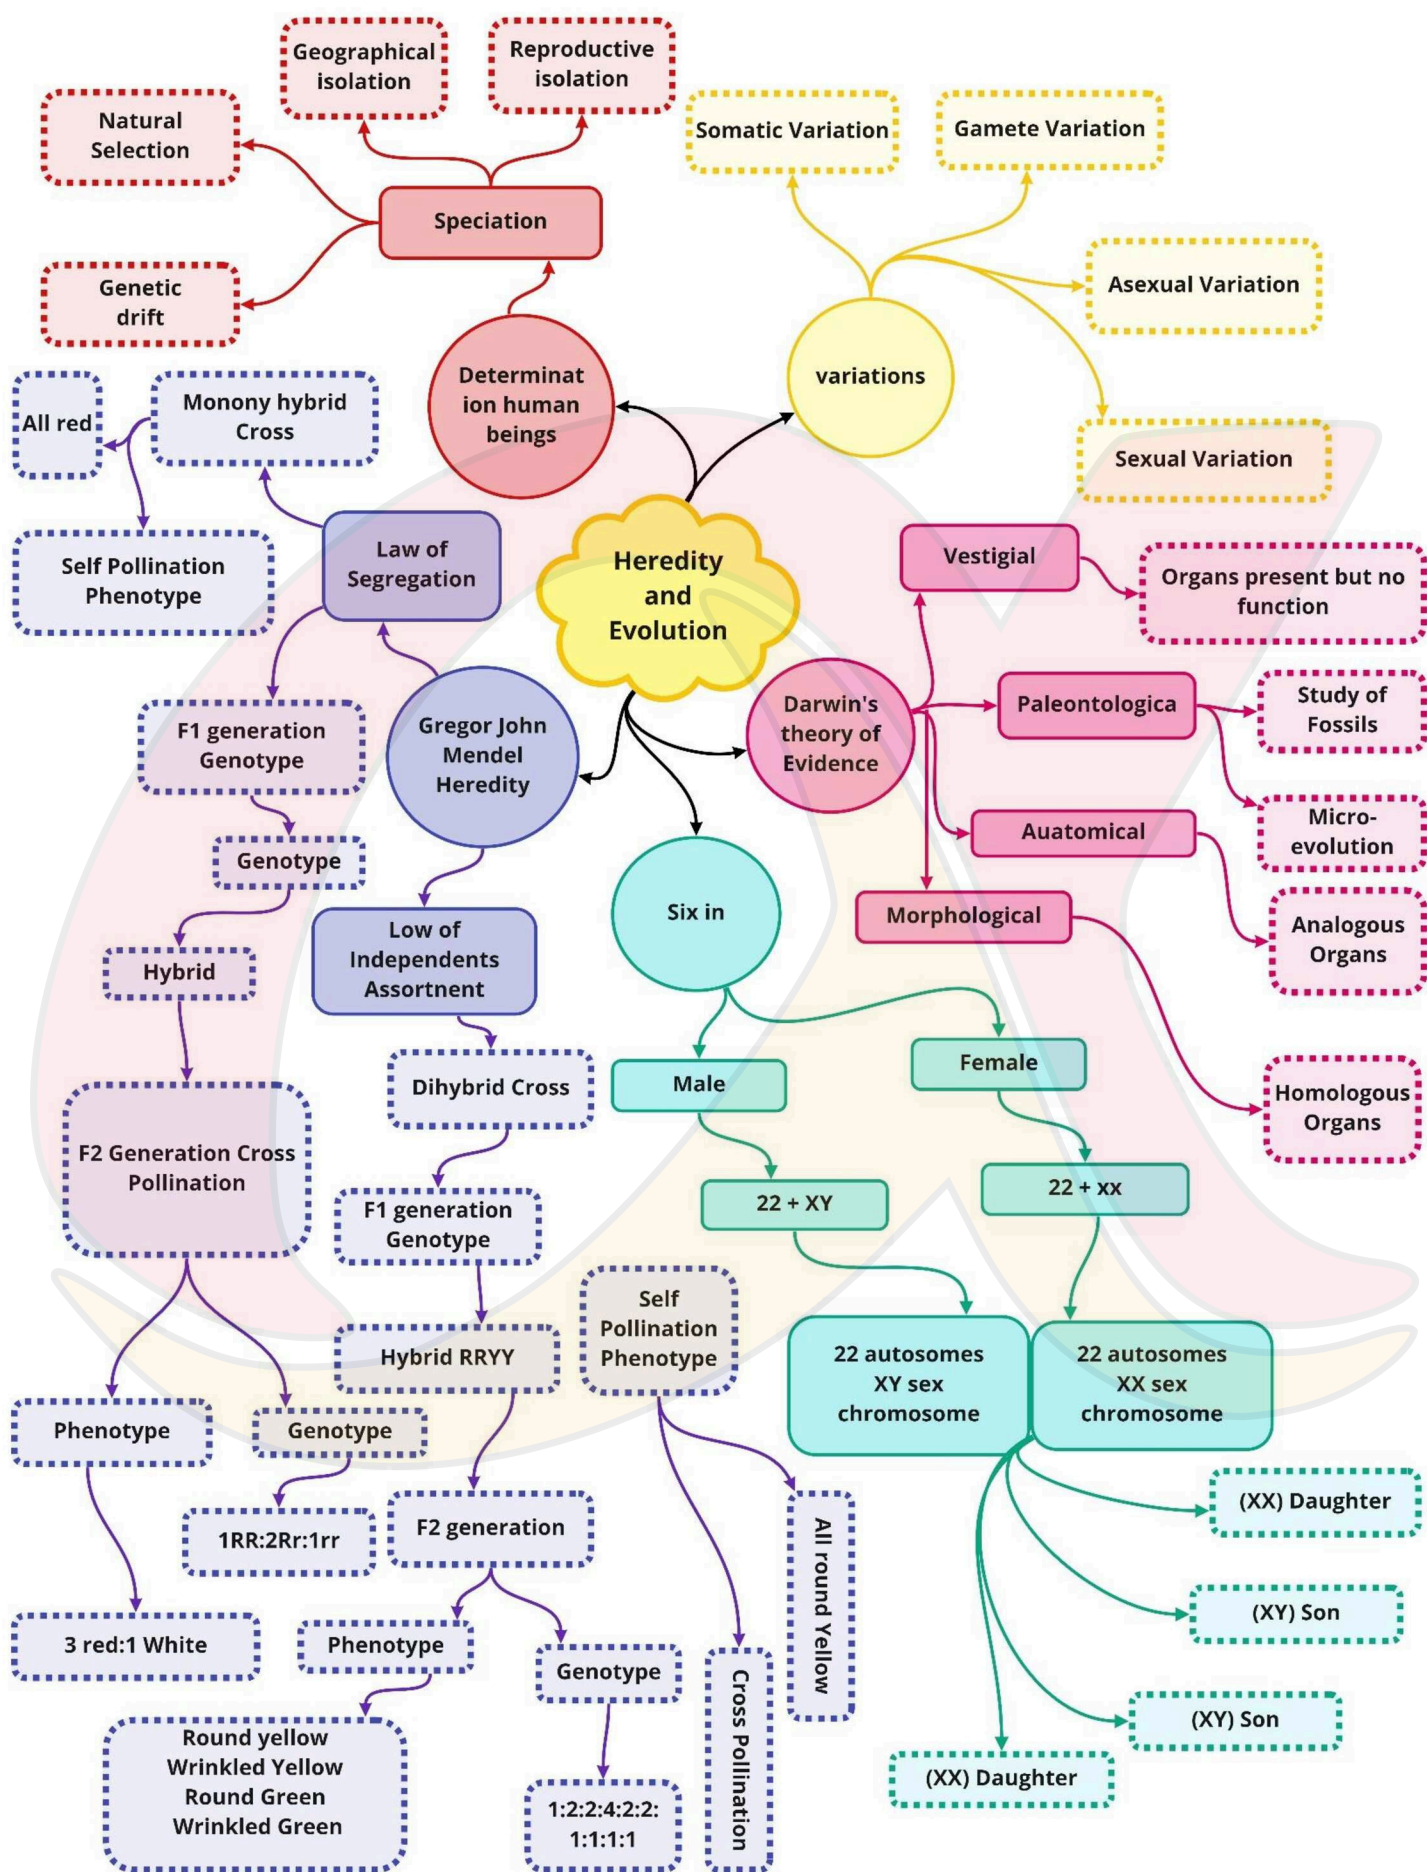 Geographical
isolation
Reproductive
isolation
Natural
Selection
Speciation
Genetic
drift
Somatic Variation
Gamete Variation
Asexual Variation
Sexual Variation
variations
Determinat
ion human
beings
All red
Monony hybrid
Cross
Self Pollination
Phenotype
Law of
Segregation
Heredity
and
Evolution
Vestigial
Organs present but no
function
F1 generation
Genotype
Gregor John
Mendel
Heredity
Darwin's
theory of
Evidence
Paleontologica
Study of
Fossils
Micro-
evolution
Auatomical
Analogous
Organs
Morphological
Homologous
Organs
Genotype
Hybrid
Low of
Independents
Assortnent
Six in
Male
Female
F2 Generation Cross
Pollination
Dihybrid Cross
F1 generation
Genotype
22 + XY
22 + xx
Hybrid RRYY
Self
Pollination
Phenotype
22 autosomes
XY sex
chromosome
22 autosomes
XX sex
chromosome
Phenotype
Genotype
1RR:2Rr:1rr
3 red:1 White
F2 generation
Phenotype
Genotype
Round yellow
Wrinkled Yellow
Round Green
Wrinkled Green
1:2:2:4:2:2:
1:1:1:1
Cross Pollination
All round Yellow
(XX) Daughter
(XY) Son
(XY) Son
(XX) Daughter